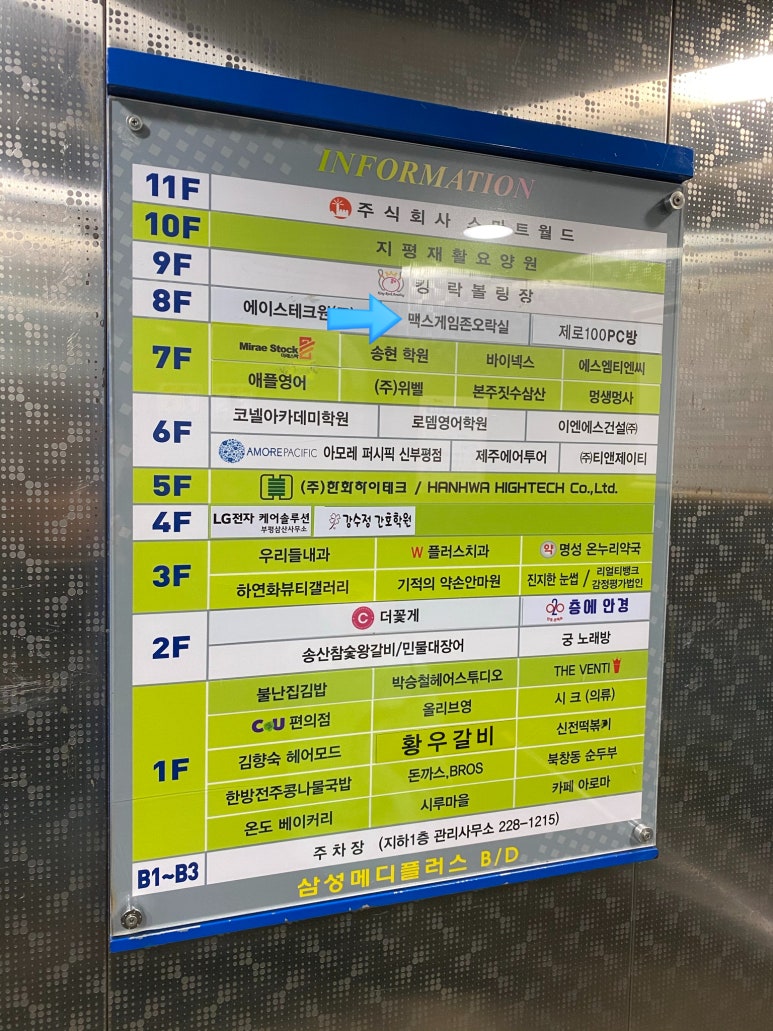 INFORMATION
11F 주식회사 스마트월드
10F 지평재활요양원
9F 킹 락볼링장
8F 에이스테크원 맥스게임존오락실 제로100PC방
7F Mirae Stock 송현 학원 바이넥스 에스엠티엔씨
애플영어 (주)위벨 본주짓수삼산 멍생멍사
6F 코넬아카데미학원 로뎀영어학원 이엔에스건설㈜
AMOREPACIFIC 아모레 퍼시픽 신부평점 제주에어투어 ㈜티앤제이티
5F (주)한화하이테크 / HANHWA HIGHTECH Co.,Ltd.
4F LG전자 케어솔루션 부평삼산사무소 강수정 간호학원
3F 우리들내과 W 플러스치과 약 명성 온누리약국
하연화뷰티갤러리 기적의 약손안마원 진지한 눈썹 / 리얼티뱅크 감정평가법인
2F C 더꽃게 층에 안경
송산참숯왕갈비/민물대장어 궁 노래방
1F 불난집김밥 박승철헤어스튜디오 THE VENTI
CU 편의점 올리브영 시크 (의류)
김향숙 헤어모드 황우갈비 신전떡볶키
한방전주콩나물국밥 돈까스,BROS 북창동 순두부
온도 베이커리 시루마을 카페 아로마
B1~B3 주차장 (지하1층 관리사무소 228-1215)
삼성메디플러스 B/D